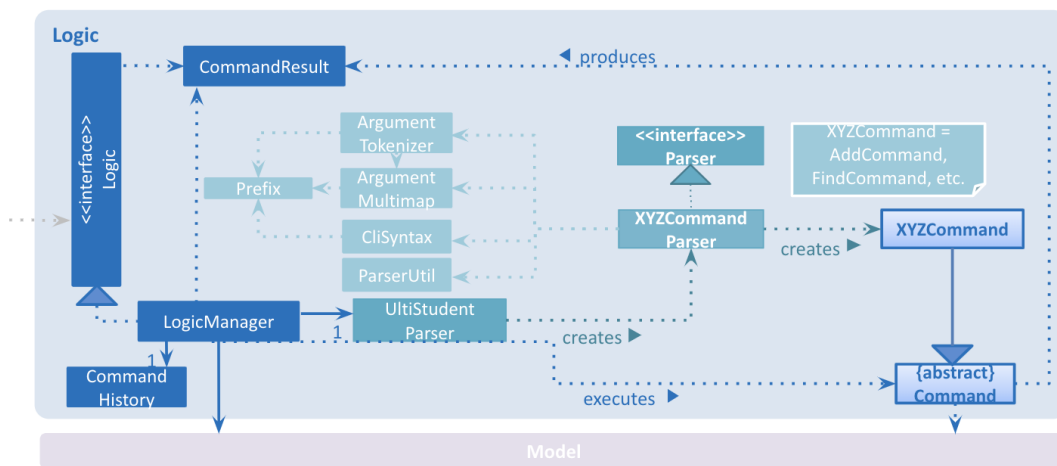 Logic
<<interface>>
Logic
CommandResult
◄ produces
Argument
Tokenizer
Prefix
Argument
Multimap
CliSyntax
ParserUtil
<<interface>>
Parser
XYZCommand =
AddCommand,
FindCommand, etc.
XYZCommand
Parser
creates ►
XYZCommand
LogicManager
1
UltiStudent
Parser
creates ►
1
Command
History
executes ►
{abstract}
Command
Model